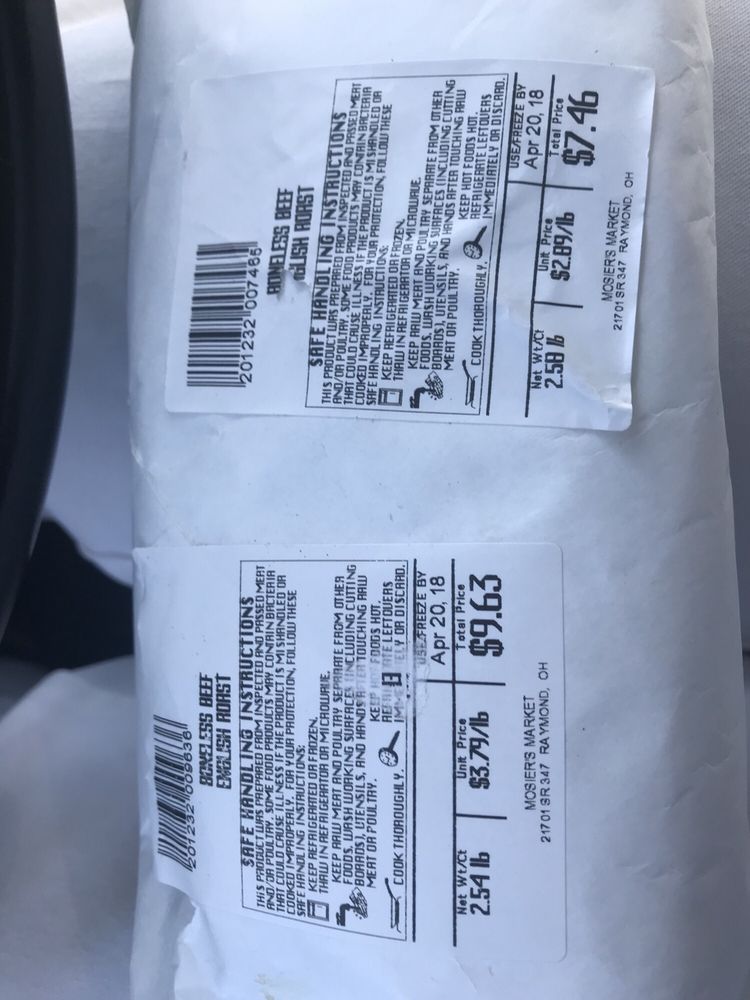 201232 007466
BONELESS BEEF
ROAST
SAFE HANDLING INSTRUCTIONS
THIS PRODUCT WAS PREPARED FROM INSPECTED AND PASSED MEAT
AND/OR POULTRY. SOME FOOD PRODUCTS MAY CONTAIN BACTERIA
THAT COULD CAUSE ILLNESS IF THE PRODUCT IS MISHANDLED OR
COOKED IMPROPERLY. FOR YOUR PROTECTION, FOLLOW THESE
SAFE HANDLING INSTRUCTIONS:
KEEP REFRIGERATED OR FROZEN.
THAW IN REFRIGERATOR OR MICROWAVE.
KEEP RAW MEAT AND POULTRY SEPARATE FROM OTHER
FOODS. WASH WORKING SURFACES (INCLUDING CUTTING
BOARDS), UTENSILS, AND HANDS AFTER TOUCHING RAW
MEAT OR POULTRY.
KEEP HOT FOODS HOT.
COOK THOROUGHLY. REFRIGERATE LEFTOVERS
IMMEDIATELY OR DISCARD.
USE/FREEZE BY
Apr 20, 18
Net Wt/Ct Unit Price Total Price
2.58 lb $2.89/lb $7.46
MOSIER'S MARKET
21701 SR 347 RAYMOND, OH
201232 009636
BONELESS BEEF
ENGLISH ROAST
SAFE HANDLING INSTRUCTIONS
THIS PRODUCT WAS PREPARED FROM INSPECTED AND PASSED MEAT
AND/OR POULTRY. SOME FOOD PRODUCTS MAY CONTAIN BACTERIA
THAT COULD CAUSE ILLNESS IF THE PRODUCT IS MISHANDLED OR
COOKED IMPROPERLY. FOR YOUR PROTECTION, FOLLOW THESE
SAFE HANDLING INSTRUCTIONS:
KEEP REFRIGERATED OR FROZEN.
THAW IN REFRIGERATOR OR MICROWAVE.
KEEP RAW MEAT AND POULTRY SEPARATE FROM OTHER
FOODS. WASH WORKING SURFACES (INCLUDING CUTTING
BOARDS), UTENSILS, AND HANDS AFTER TOUCHING RAW
MEAT OR POULTRY.
KEEP HOT FOODS HOT.
COOK THOROUGHLY. REFRIGERATE LEFTOVERS
IMMEDIATELY OR DISCARD.
USE/FREEZE BY
Apr 20, 18
Net Wt/Ct Unit Price Total Price
2.54 lb $3.79/lb $9.63
MOSIER'S MARKET
21701 SR 347 RAYMOND, OH